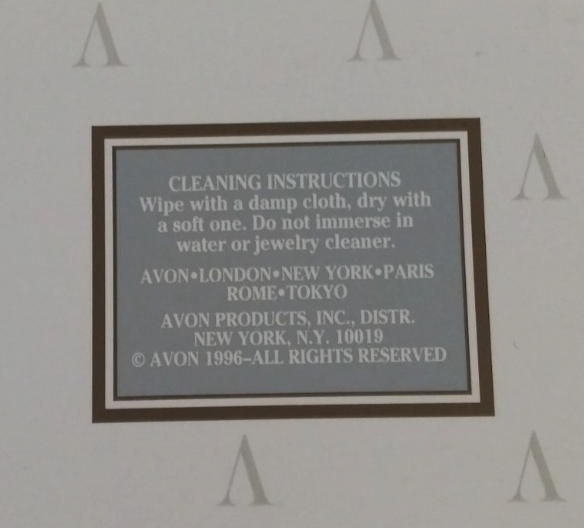 CLEANING INSTRUCTIONS
Wipe with a damp cloth, dry with
a soft one. Do not immerse in
water or jewelry cleaner.
AVON•LONDON•NEW YORK•PARIS
ROME•TOKYO
AVON PRODUCTS, INC., DISTR.
NEW YORK, N.Y. 10019
© AVON 1996–ALL RIGHTS RESERVED